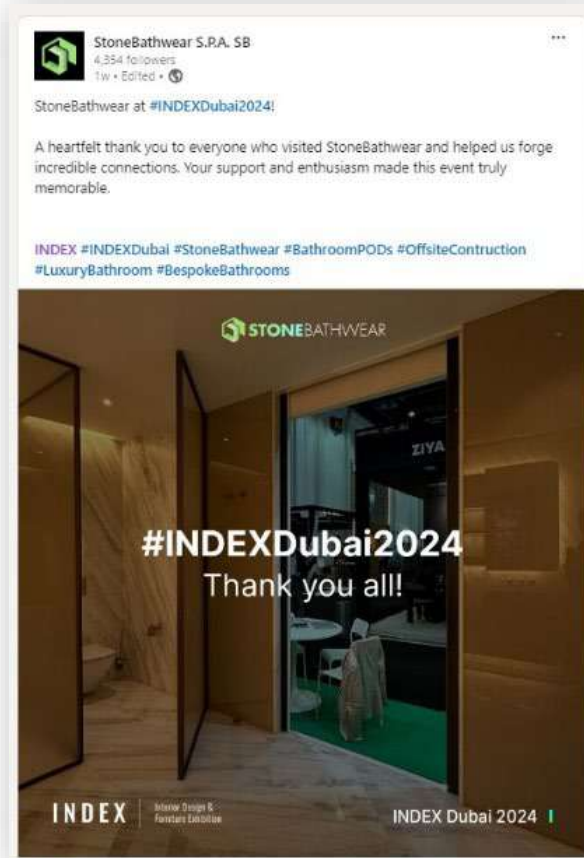 StoneBathwear S.P.A. SB
4,354 followers
1w • Edited •
StoneBathwear at #INDEXDubai2024!
A heartfelt thank you to everyone who visited StoneBathwear and helped us forge
incredible connections. Your support and enthusiasm made this event truly
memorable.
INDEX #INDEXDubai #StoneBathwear #BathroomPODs #OffsiteContruction
#LuxuryBathroom #BespokeBathrooms
STONEBATHWEAR
ZIYA
#INDEXDubai2024
Thank you all!
INDEX
Interior Design &
Furniture Exhibition
INDEX Dubai 2024